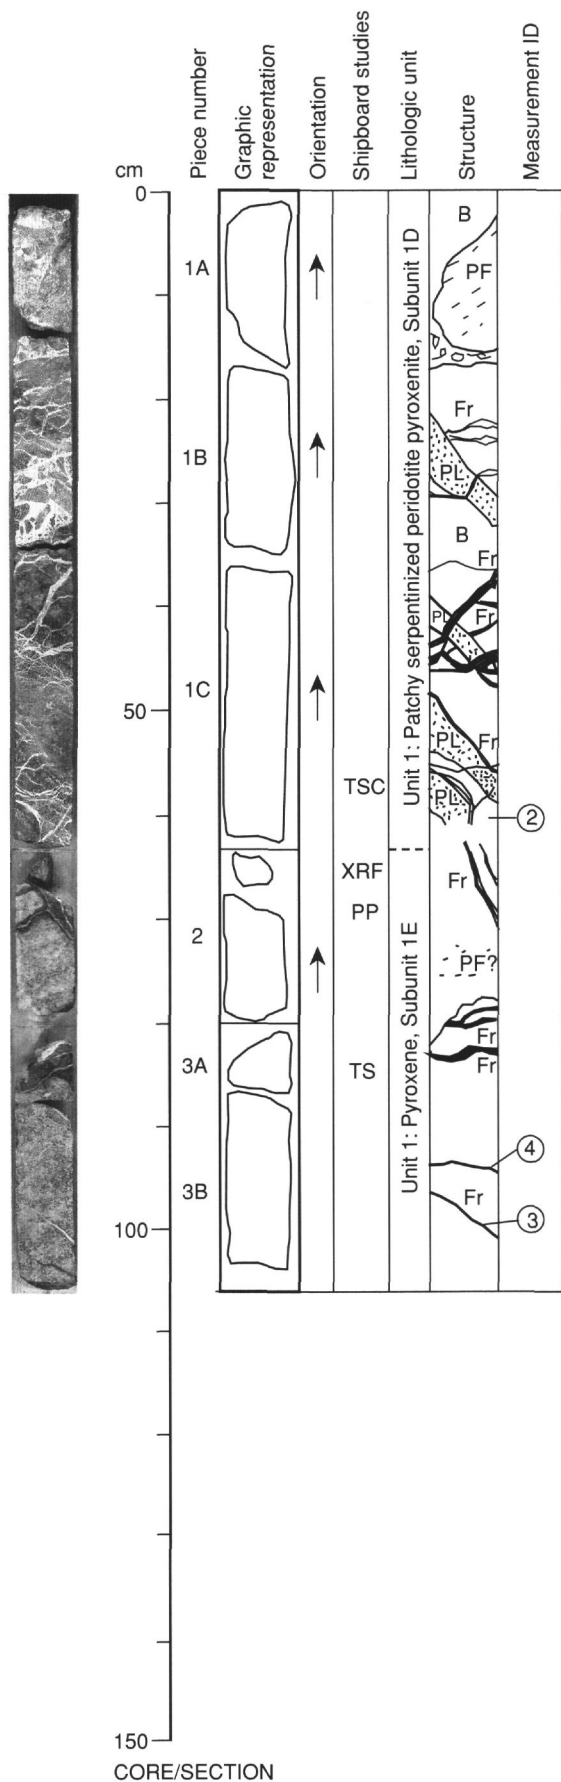 cm
Piece number
Graphic
representation
Orientation
Shipboard studies
Lithologic unit
Structure
Measurement ID
0
50
100
150
1A
1B
1C
2
3A
3B
TSC
XRF
PP
TS
Unit 1: Patchy serpentinized peridotite pyroxenite, Subunit 1D
Unit 1: Pyroxene, Subunit 1E
B
PF
Fr
PL
B
Fr
PL
Fr
PL
Fr
PL
2
Fr
PF?
Fr
Fr
4
Fr
3
CORE/SECTION